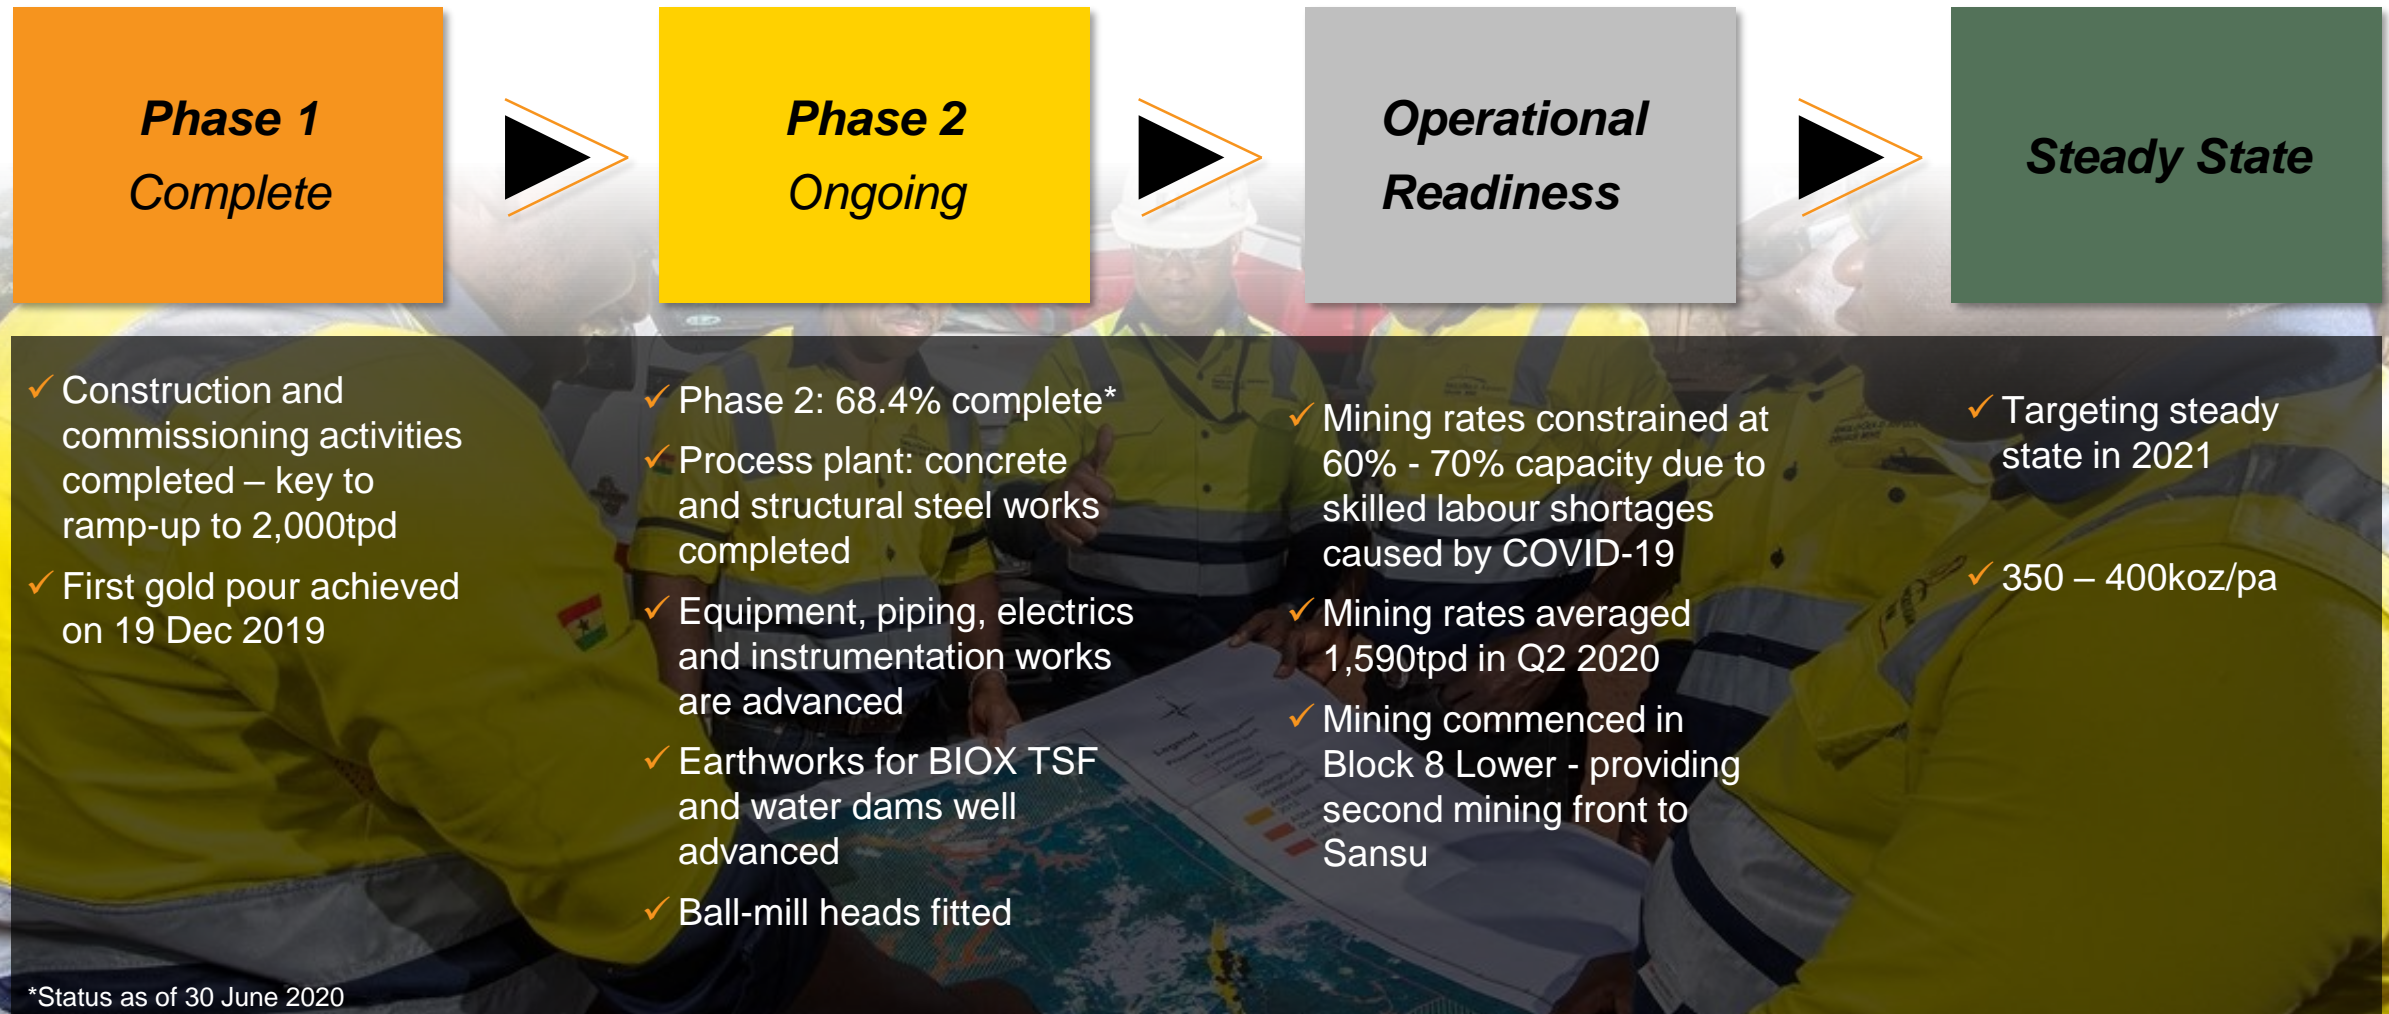 Phase 1
Complete
Phase 2
Ongoing
Operational
Readiness
Steady State
✓ Construction and
commissioning activities
completed – key to
ramp-up to 2,000tpd
✓ First gold pour achieved
on 19 Dec 2019
✓ Phase 2: 68.4% complete*
✓ Process plant: concrete
and structural steel works
completed
✓ Equipment, piping, electrics
and instrumentation works
are advanced
✓ Earthworks for BIOX TSF
and water dams well
advanced
✓ Ball-mill heads fitted
✓ Mining rates constrained at
60% - 70% capacity due to
skilled labour shortages
caused by COVID-19
✓ Mining rates averaged
1,590tpd in Q2 2020
✓ Mining commenced in
Block 8 Lower - providing
second mining front to
Sansu
✓ Targeting steady
state in 2021
✓ 350 – 400koz/pa
Legend
*Status as of 30 June 2020